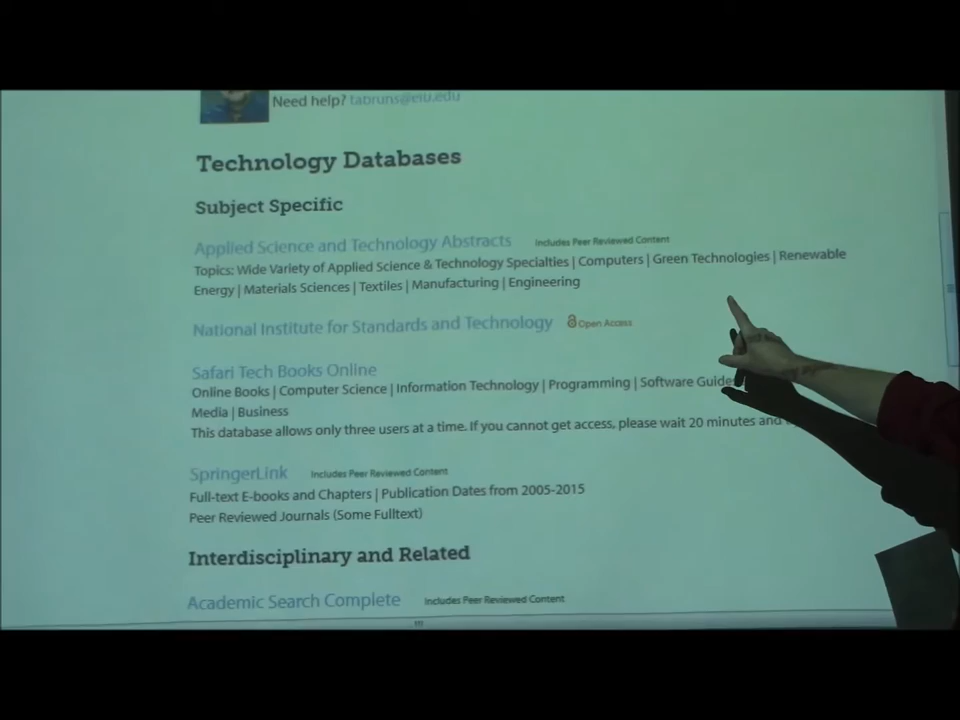 Need help? tabruns@eiu.edu
Technology Databases
Subject Specific
Applied Science and Technology Abstracts Includes Peer Reviewed Content
Topics: Wide Variety of Applied Science & Technology Specialties | Computers | Green Technologies | Renewable
Energy | Materials Sciences | Textiles | Manufacturing | Engineering
National Institute for Standards and Technology Open Access
Safari Tech Books Online
Online Books | Computer Science | Information Technology | Programming | Software Guides
Media | Business
This database allows only three users at a time. If you cannot get access, please wait 20 minutes and
SpringerLink Includes Peer Reviewed Content
Full-text E-books and Chapters | Publication Dates from 2005-2015
Peer Reviewed Journals (Some Fulltext)
Interdisciplinary and Related
Academic Search Complete Includes Peer Reviewed Content